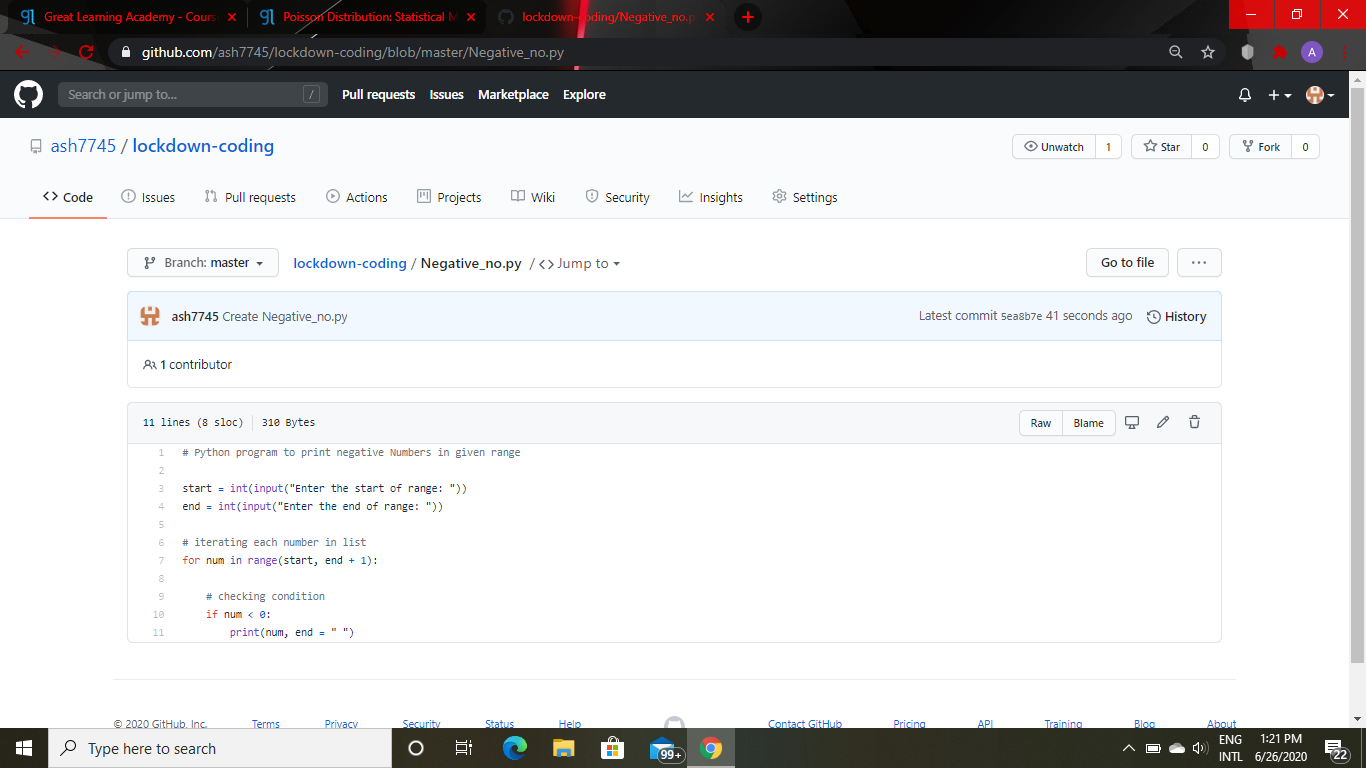 Great Learning Academy - Cours
Poisson Distribution: Statistical M
lockdown-coding/Negative_no.p
github.com/ash7745/lockdown-coding/blob/master/Negative_no.py
A
Search or jump to... /
Pull requests Issues Marketplace Explore
ash7745 / lockdown-coding
Unwatch 1 Star 0 Fork 0
Code Issues Pull requests Actions Projects Wiki Security Insights Settings
Branch: master lockdown-coding / Negative_no.py / <> Jump to Go to file ...
ash7745 Create Negative_no.py Latest commit 5ea8b7e 41 seconds ago History
1 contributor
11 lines (8 sloc) 310 Bytes Raw Blame
1 # Python program to print negative Numbers in given range
2
3 start = int(input("Enter the start of range: "))
4 end = int(input("Enter the end of range: "))
5
6 # iterating each number in list
7 for num in range(start, end + 1):
8
9 # checking condition
10 if num < 0:
11 print(num, end = " ")
© 2020 GitHub, Inc. Terms Privacy Security Status Help Contact GitHub Pricing API Training Blog About
Type here to search
99+
ENG
INTL
1:21 PM
6/26/2020
22